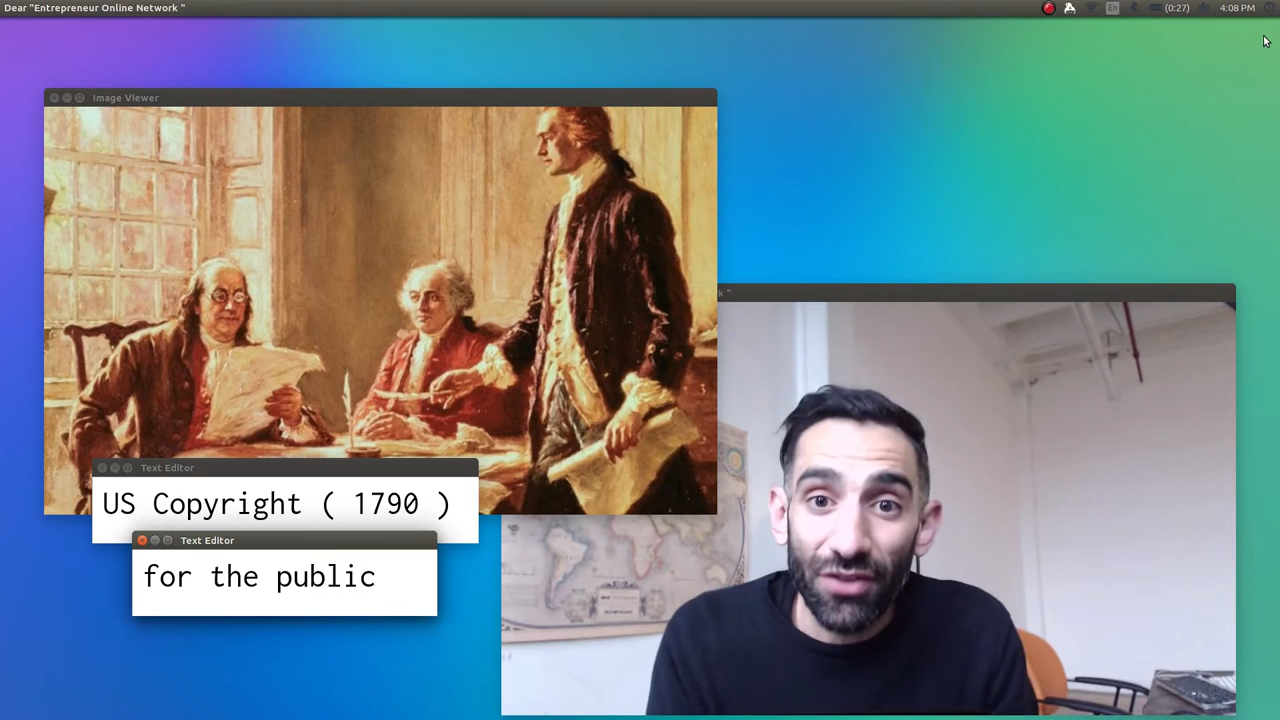 Dear "Entrepreneur Online Network "
En
(0:27)
4:08 PM
Image Viewer
k "
Text Editor
US Copyright ( 1790 )
Text Editor
for the public